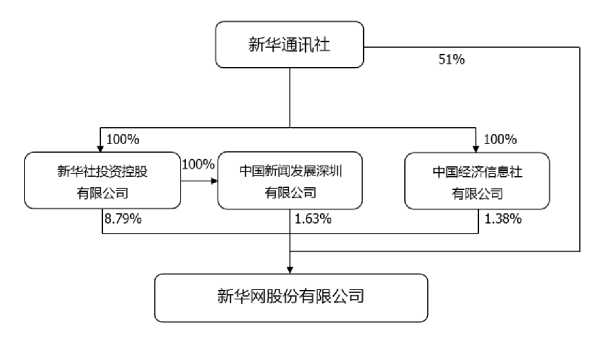 新华通讯社
51%
100%
100%
新华社投资控股
有限公司
100%
中国新闻发展深圳
有限公司
中国经济信息社
有限公司
8.79%
1.63%
1.38%
新华网股份有限公司